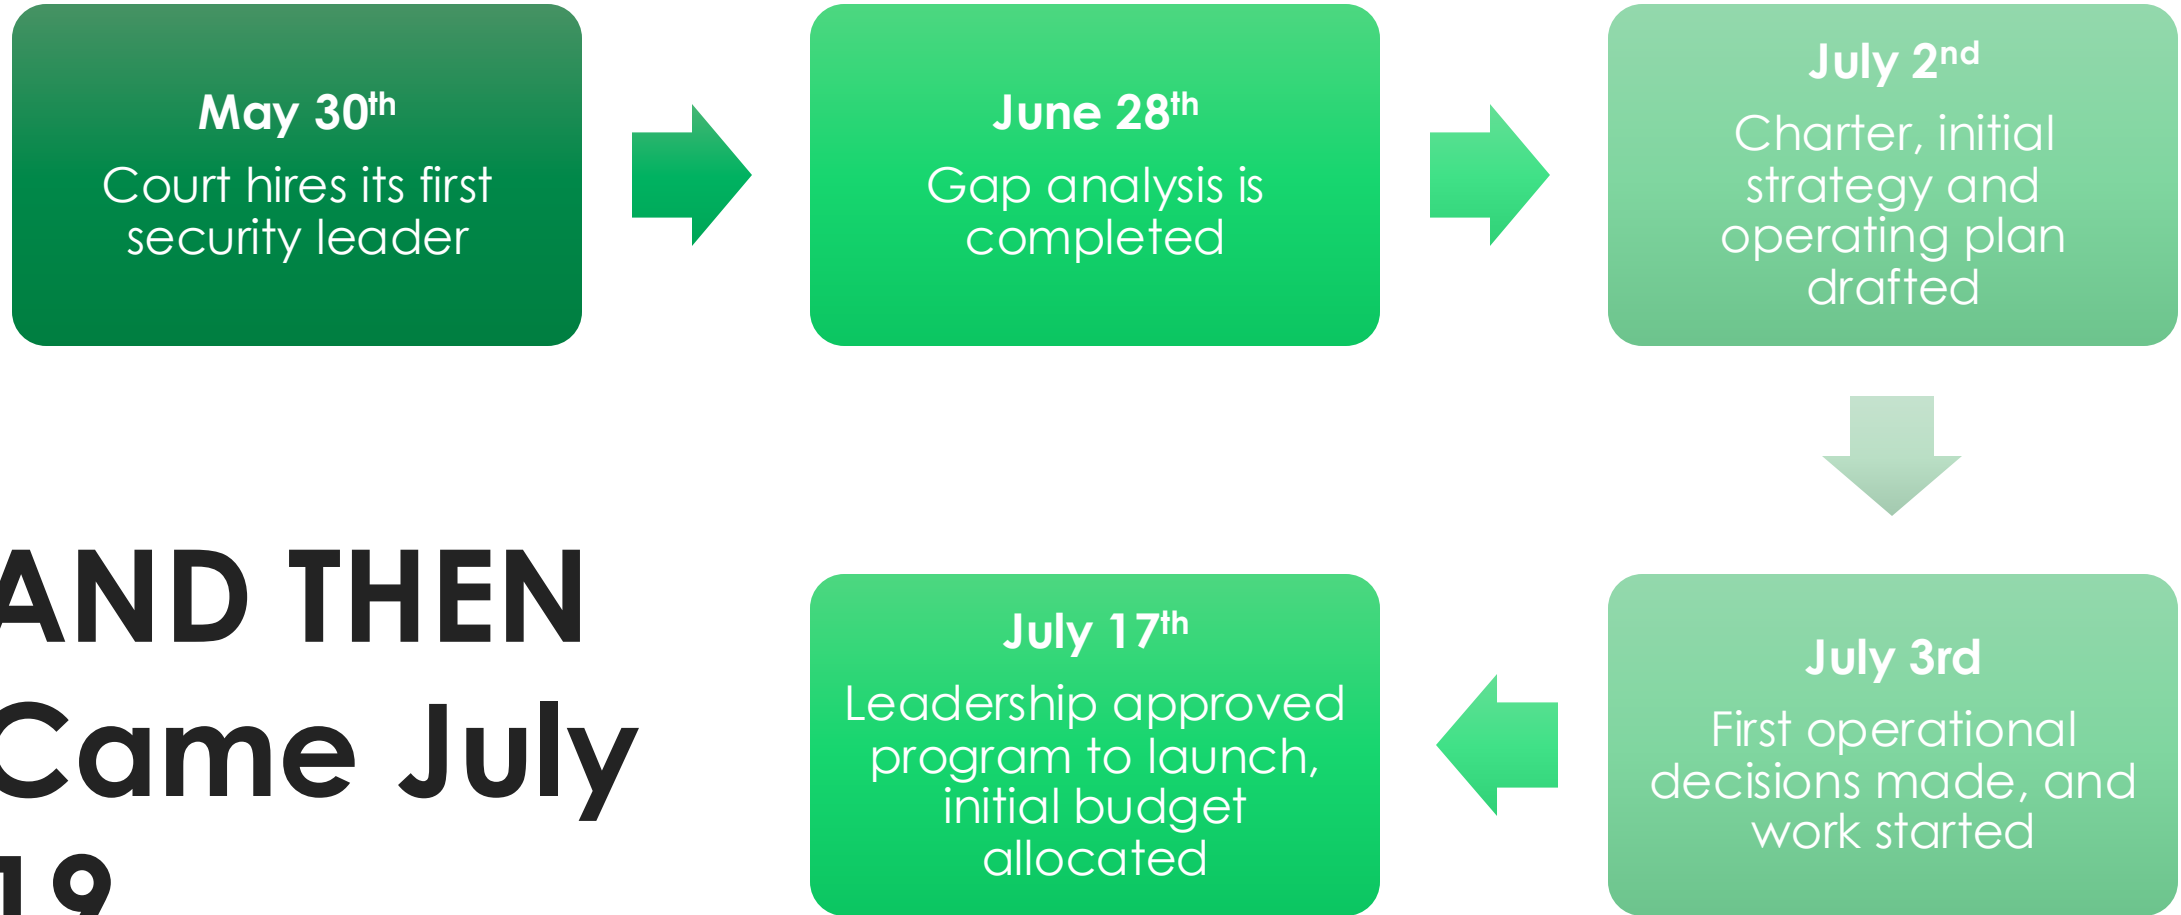 May 30th
Court hires its first
security leader
June 28th
Gap analysis is
completed
July 2nd
Charter, initial
strategy and
operating plan
drafted
July 3rd
First operational
decisions made, and
work started
July 17th
Leadership approved
program to launch,
initial budget
allocated
AND THEN
Came July
19